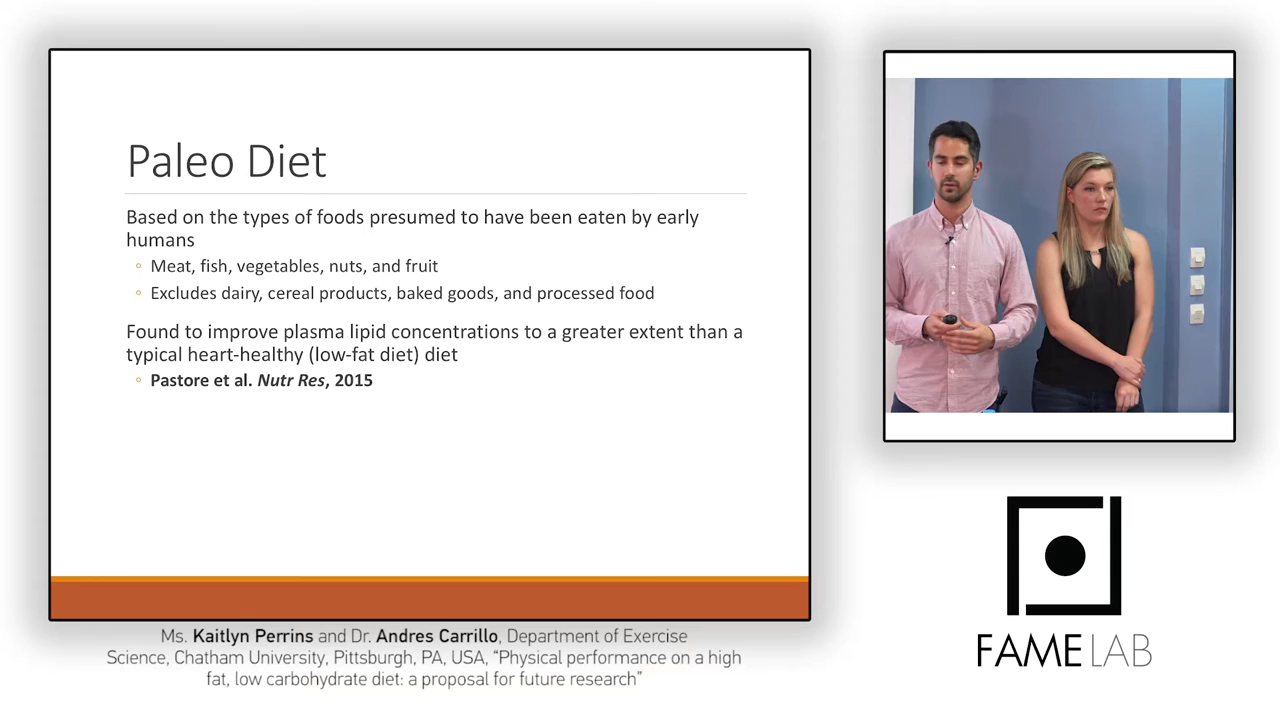 Paleo Diet
Based on the types of foods presumed to have been eaten by early
humans
◦ Meat, fish, vegetables, nuts, and fruit
◦ Excludes dairy, cereal products, baked goods, and processed food
Found to improve plasma lipid concentrations to a greater extent than a
typical heart-healthy (low-fat diet) diet
◦ Pastore et al. Nutr Res, 2015
Ms. Kaitlyn Perrins and Dr. Andres Carrillo, Department of Exercise
Science, Chatham University, Pittsburgh, PA, USA, “Physical performance on a high
fat, low carbohydrate diet: a proposal for future research”
FAME LAB